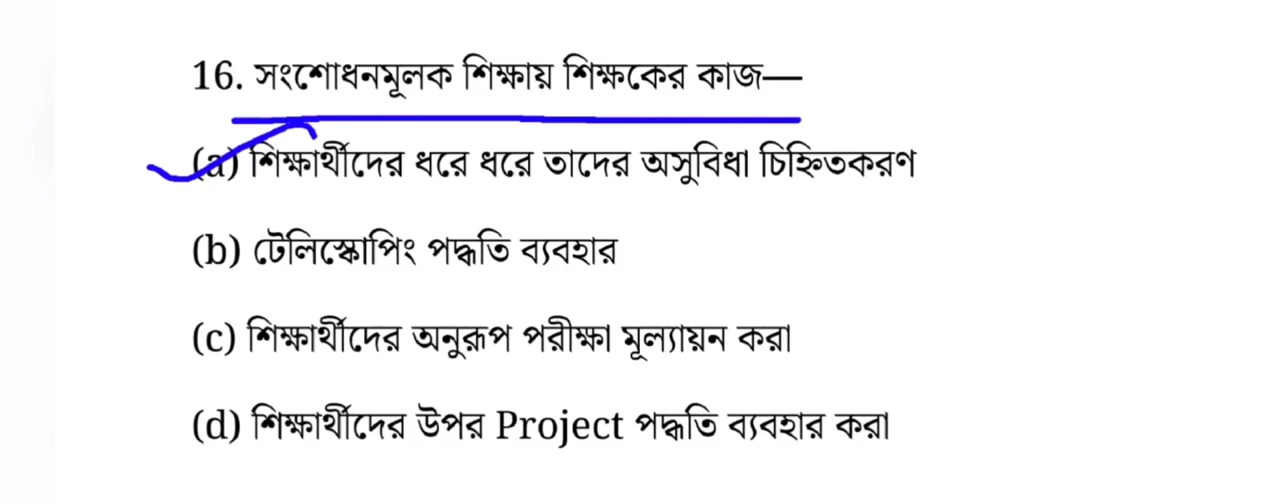 16. সংশোধনমূলক শিক্ষায় শিক্ষকের কাজ—
(a) শিক্ষার্থীদের ধরে ধরে তাদের অসুবিধা চিহ্নিতকরণ
(b) টেলিস্কোপিং পদ্ধতি ব্যবহার
(c) শিক্ষার্থীদের অনুরূপ পরীক্ষা মূল্যায়ন করা
(d) শিক্ষার্থীদের উপর Project পদ্ধতি ব্যবহার করা